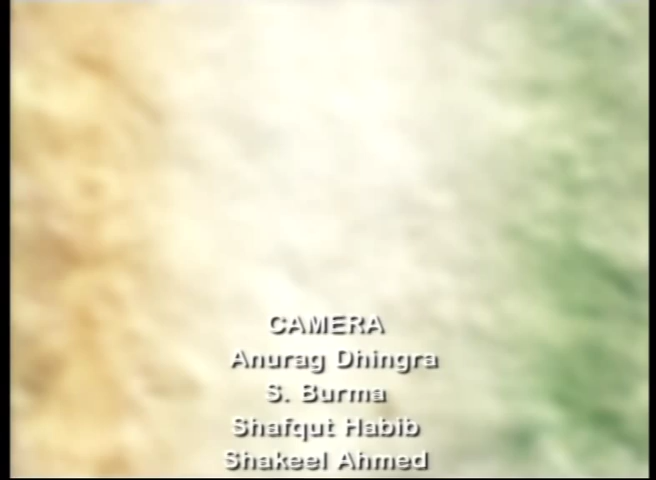 CAMERA
Anurag Dhingra
S. Burma
Shafqut Habib
Shakeel Ahmed